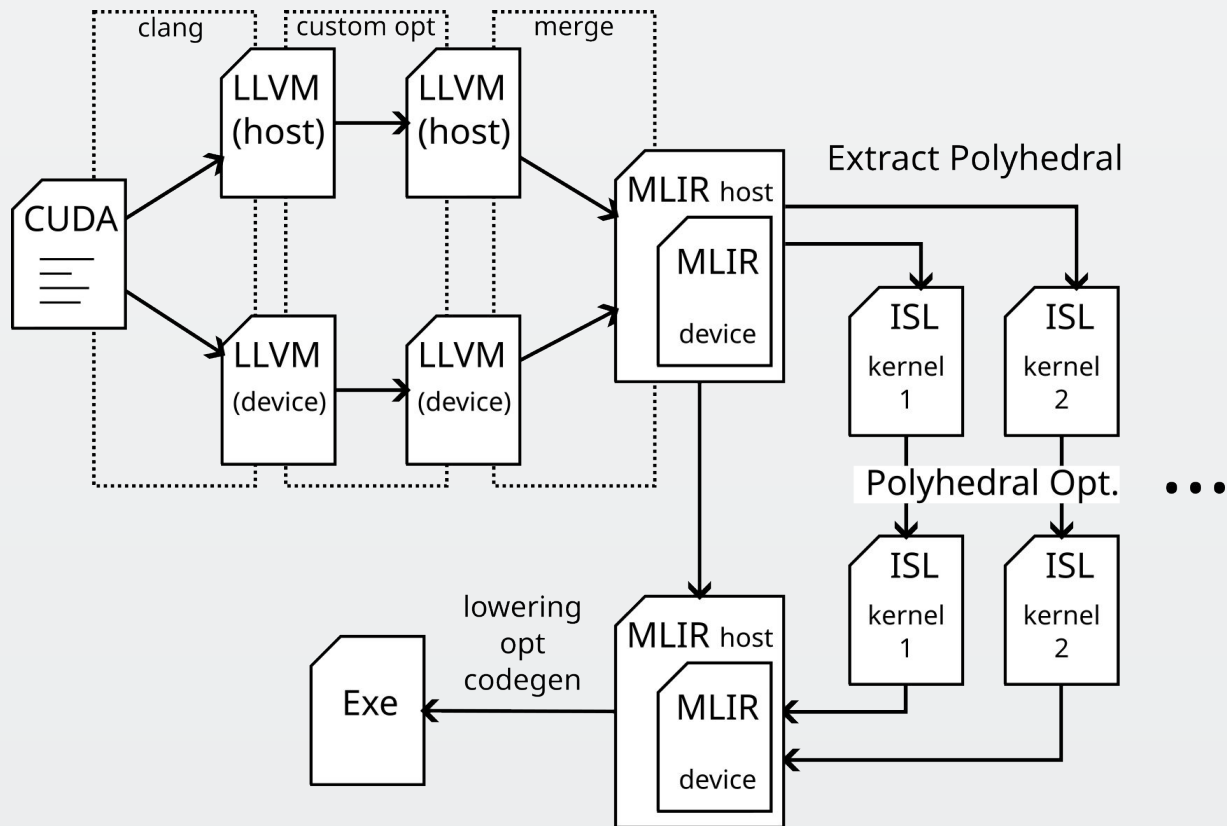 clang
custom opt
merge
LLVM
(host)
LLVM
(host)
Extract Polyhedral
MLIR host
CUDA
MLIR
device
ISL
kernel
1
ISL
kernel
2
LLVM
(device)
LLVM
(device)
Polyhedral Opt.
...
ISL
kernel
1
ISL
kernel
2
lowering
opt
codegen
MLIR host
MLIR
device
Exe